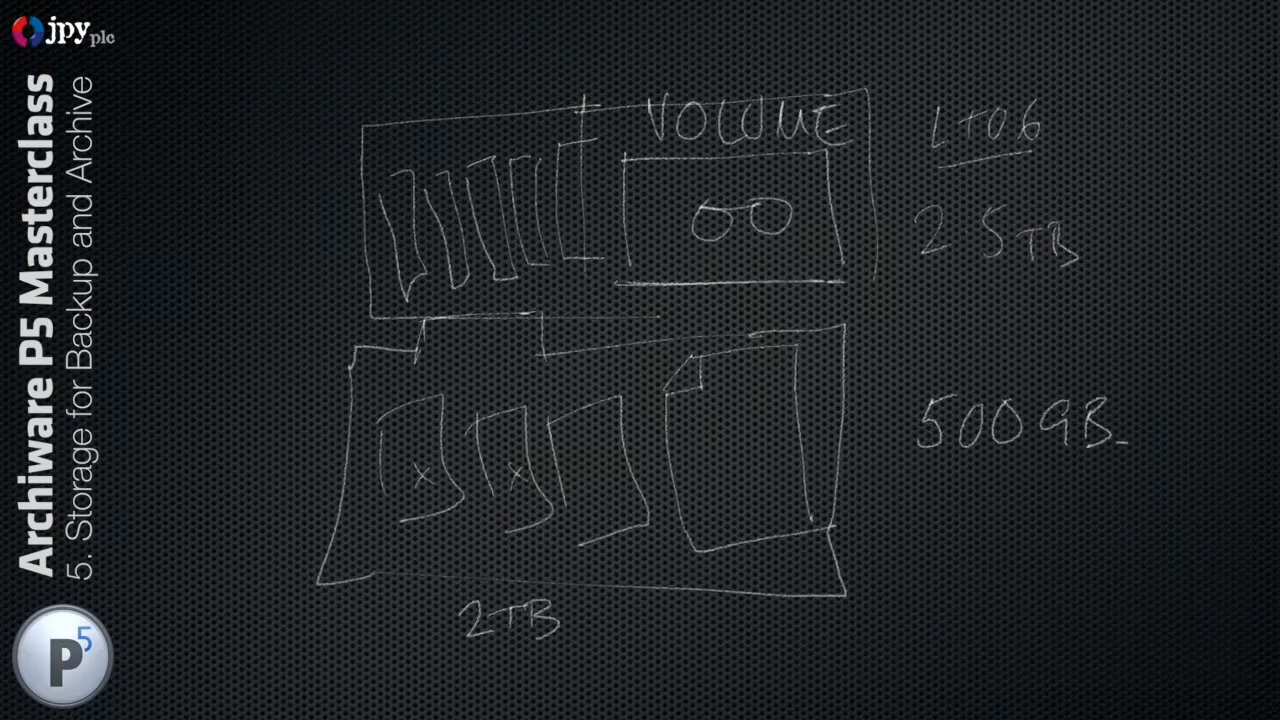 jpy plc
Archiware P5 Masterclass
5. Storage for Backup and Archive
P5
VOLUME
LTO6
2 5TB
500GB
2TB